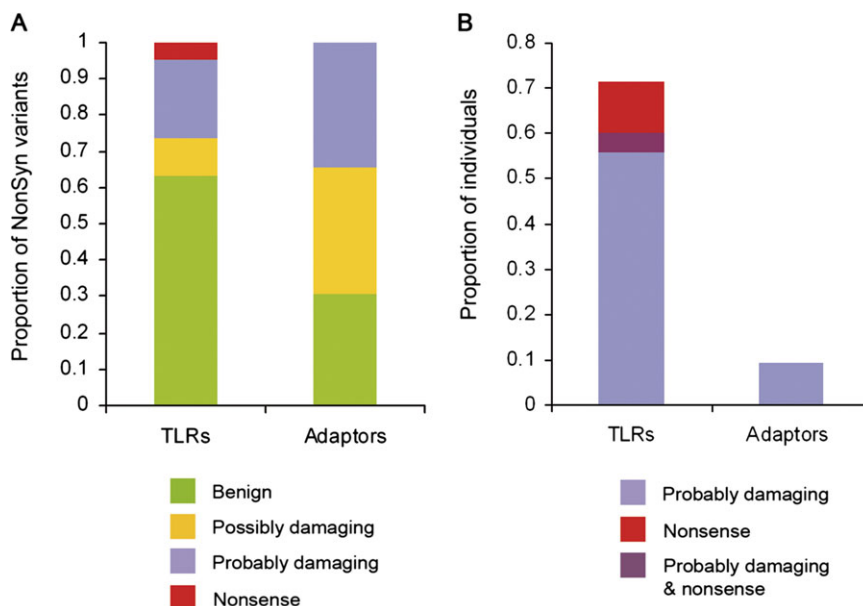 A
Proportion of NonSyn variants
1
0.9
0.8
0.7
0.6
0.5
0.4
0.3
0.2
0.1
0
TLRs Adaptors
Benign
Possibly damaging
Probably damaging
Nonsense
B
Proportion of individuals
0.8
0.7
0.6
0.5
0.4
0.3
0.2
0.1
0
TLRs Adaptors
Probably damaging
Nonsense
Probably damaging
& nonsense